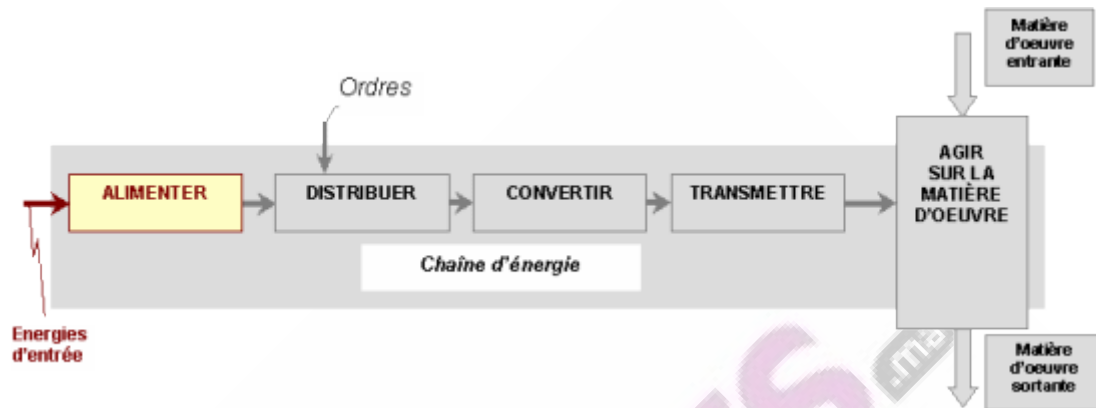 Matière
d'oeuvre
entrante
Ordres
ALIMENTER
DISTRIBUER
CONVERTIR
TRANSMETTRE
AGIR
SUR LA
MATIÈRE
D'OEUVRE
Chaîne d'énergie
Energies
d'entrée
Matière
d'oeuvre
sortante
S
.ma